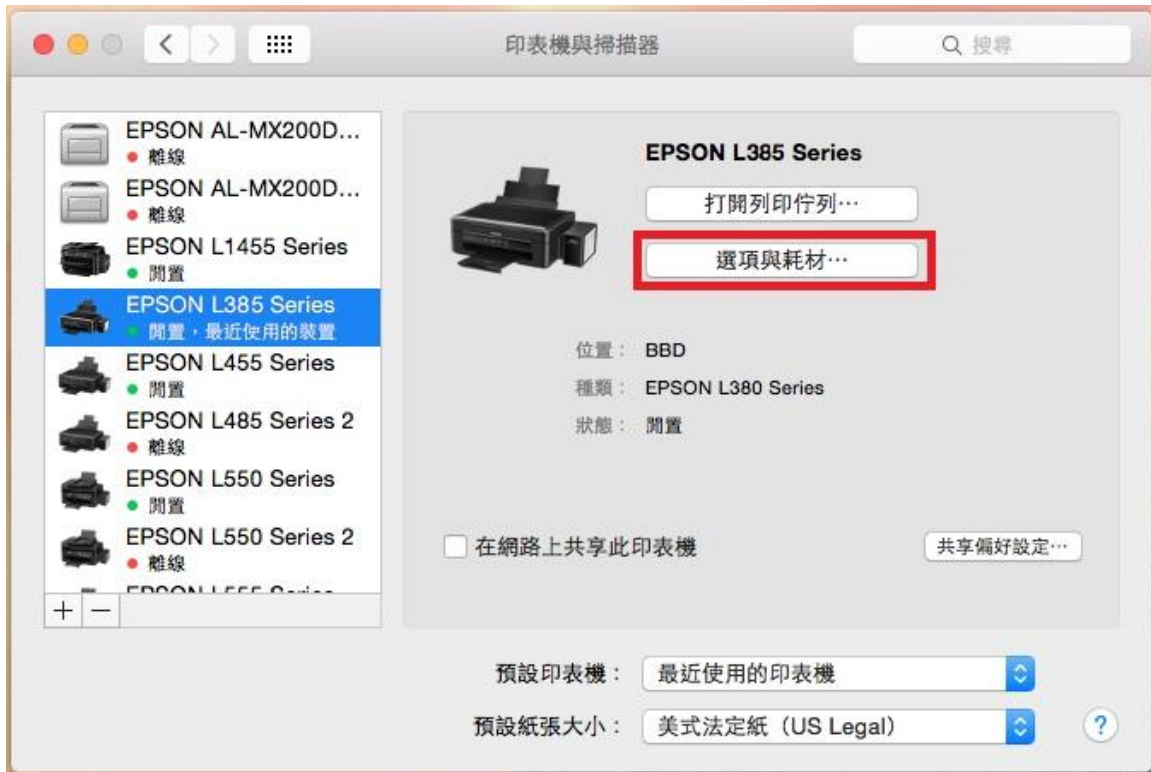 印表機與掃描器
搜尋
EPSON AL-MX200D...
離線
EPSON AL-MX200D...
離線
EPSON L1455 Series
閒置
EPSON L385 Series
閒置，最近使用的裝置
EPSON L455 Series
閒置
EPSON L485 Series 2
離線
EPSON L550 Series
閒置
EPSON L550 Series 2
離線
EPSON L385 Series
打開列印佇列⋯
選項與耗材⋯
位置： BBD
種類： EPSON L380 Series
狀態： 閒置
在網路上共享此印表機
共享偏好設定⋯
預設印表機： 最近使用的印表機
預設紙張大小： 美式法定紙（US Legal）
?